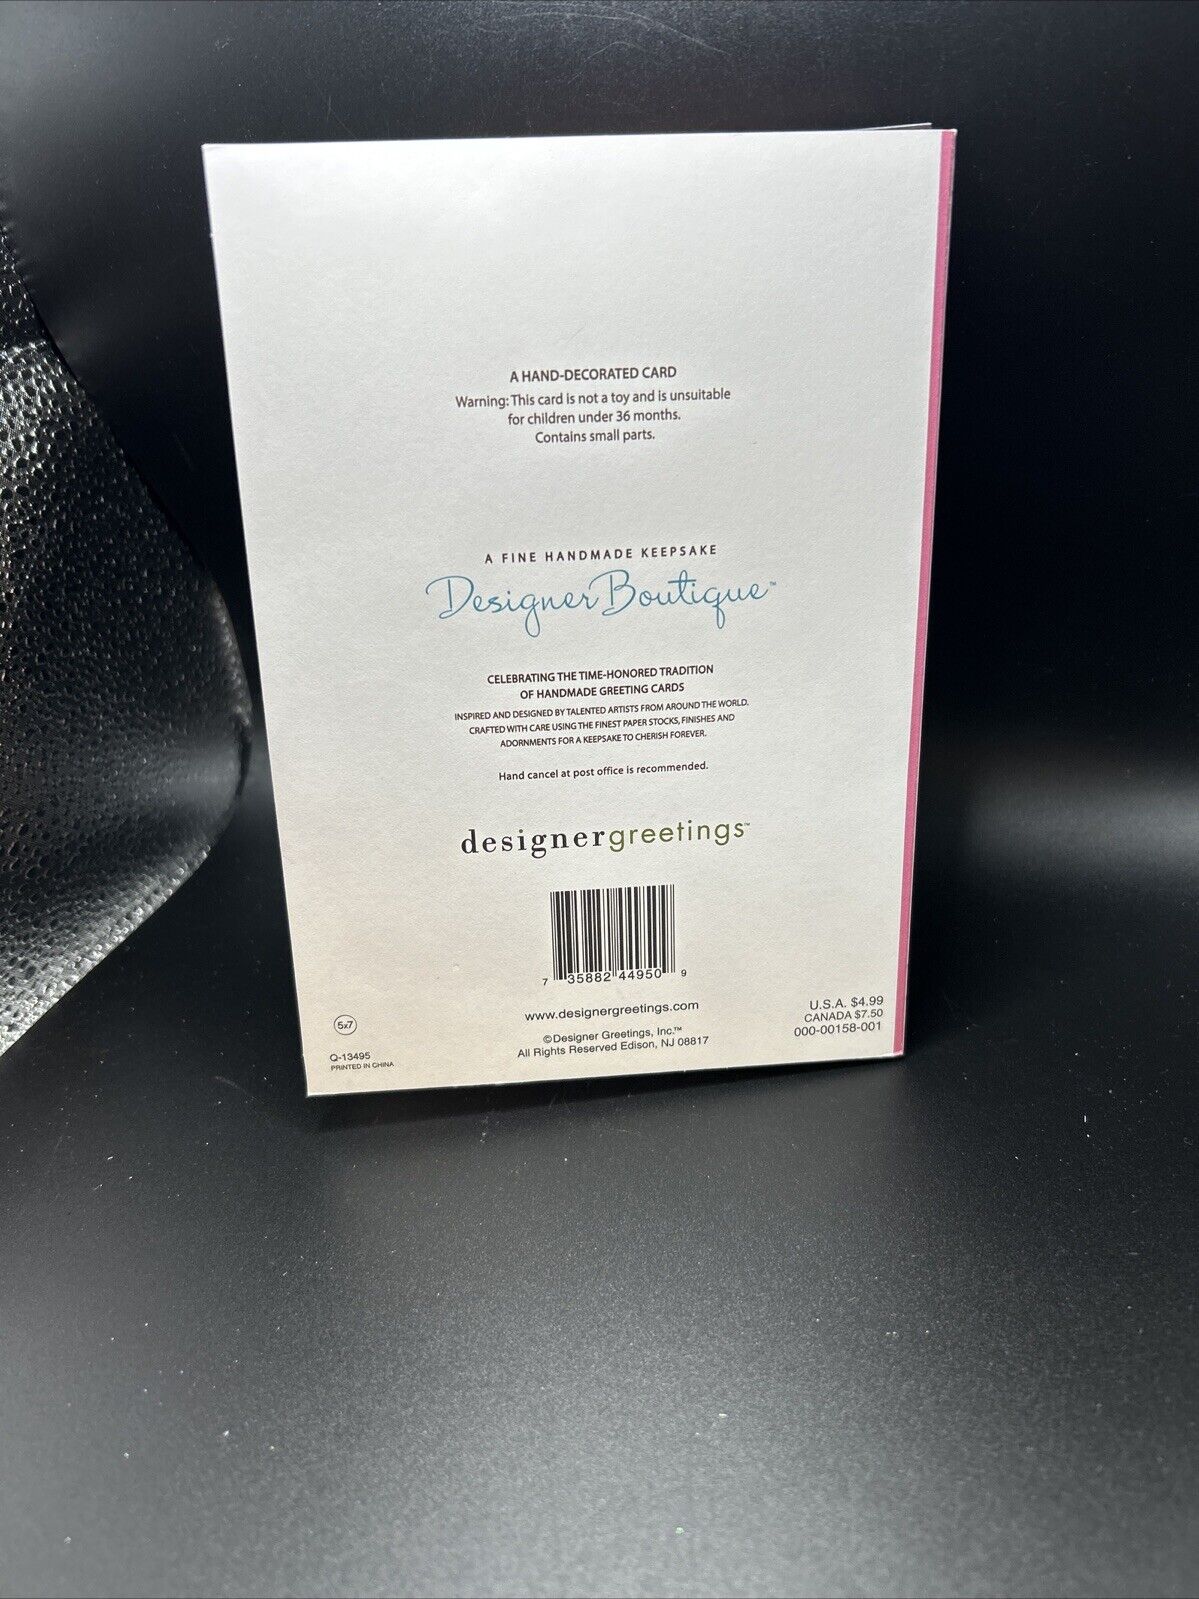 A HAND-DECORATED CARD
Warning: This card is not a toy and is unsuitable
for children under 36 months.
Contains small parts.
A FINE HANDMADE KEEPSAKE
Designer Boutique™
CELEBRATING THE TIME-HONORED TRADITION
OF HANDMADE GREETING CARDS
INSPIRED AND DESIGNED BY TALENTED ARTISTS FROM AROUND THE WORLD.
CRAFTED WITH CARE USING THE FINEST PAPER STOCKS, FINISHES AND
ADORNMENTS FOR A KEEPSAKE TO CHERISH FOREVER.
Hand cancel at post office is recommended.
designergreetings™
7 35882 44950 9
www.designergreetings.com
©Designer Greetings, Inc.™
All Rights Reserved Edison, NJ 08817
5x7
Q-13495
PRINTED IN CHINA
U.S.A. $4.99
CANADA $7.50
000-00158-001